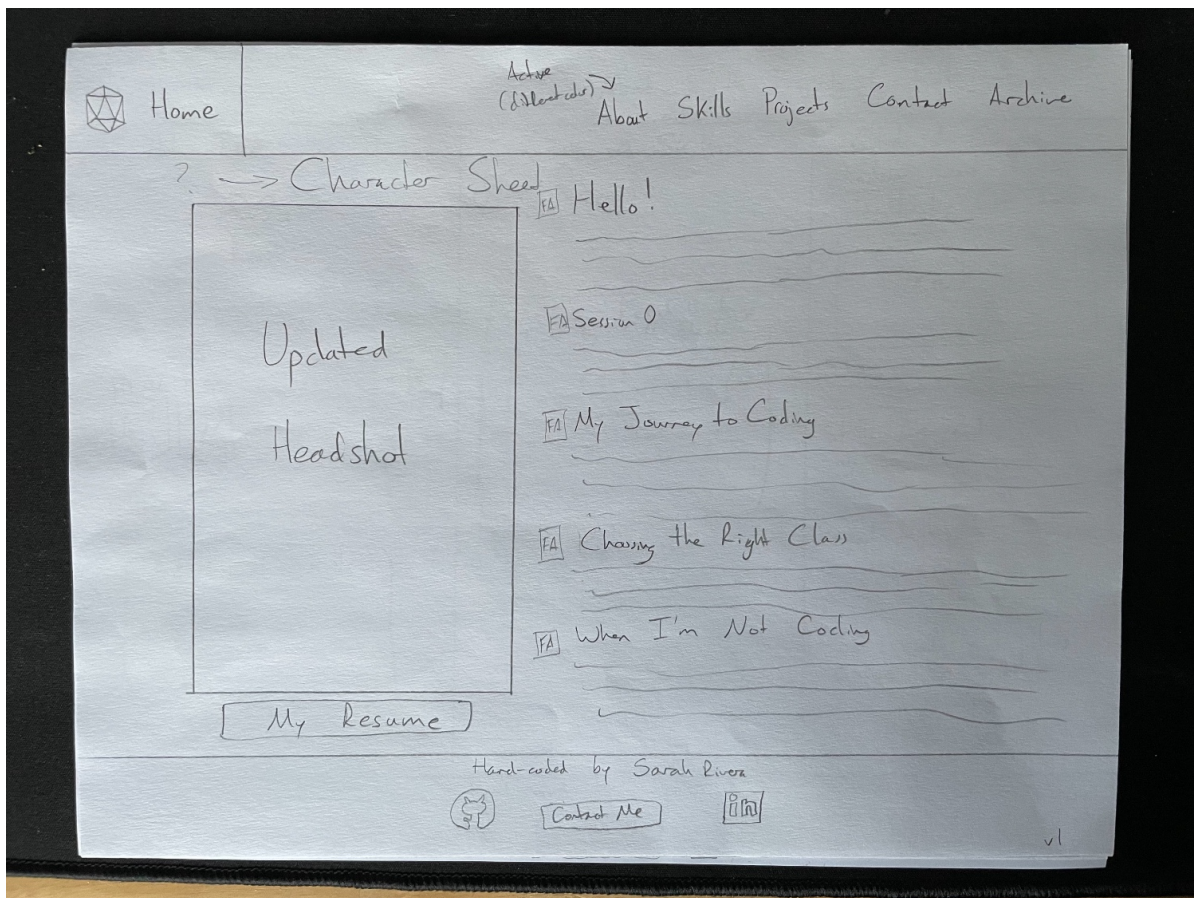 Active
(different color)
Home
About Skills Projects Contact Archive
? Character Sheet
Updated
Headshot
My Resume
FA Hello!
FA Session 0
FA My Journey to Coding
FA Choosing the Right Class
FA When I'm Not Coding
Hand-coded by Sarah Rivera
Contact Me
in
v1